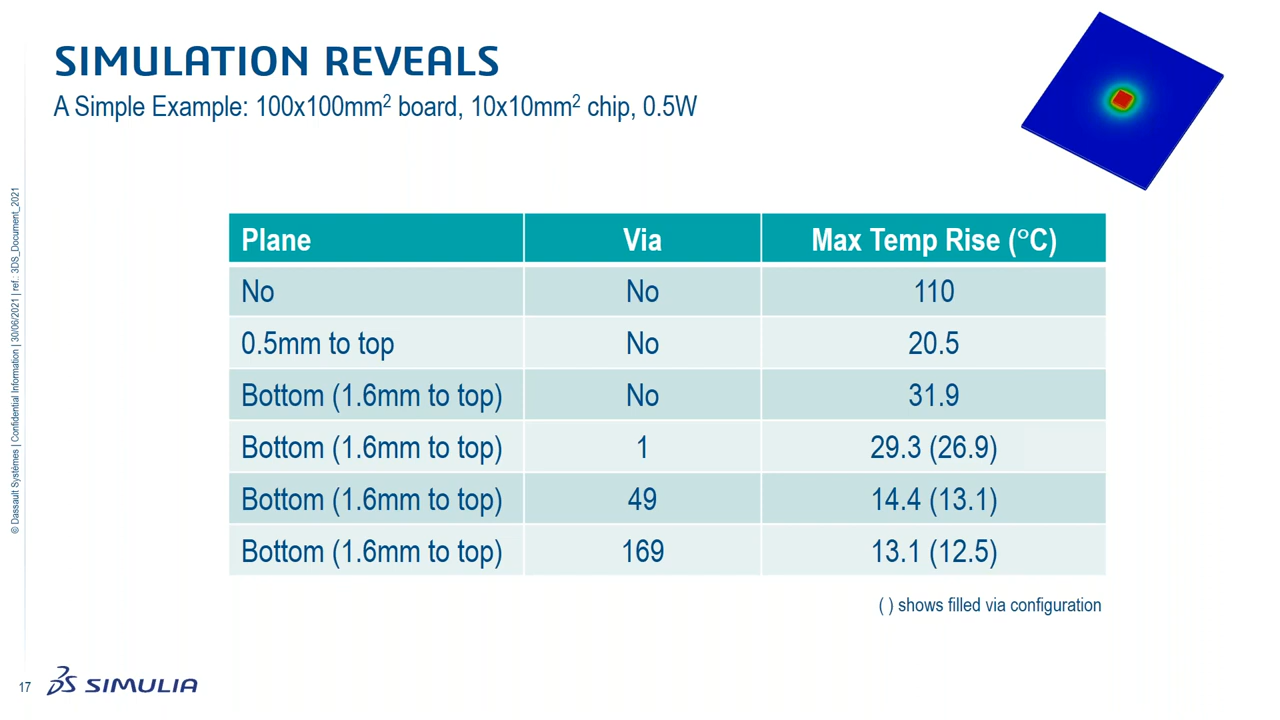 SIMULATION REVEALS
A Simple Example: 100x100mm² board, 10x10mm² chip, 0.5W
Plane Via Max Temp Rise (°C)
No No 110
0.5mm to top No 20.5
Bottom (1.6mm to top) No 31.9
Bottom (1.6mm to top) 1 29.3 (26.9)
Bottom (1.6mm to top) 49 14.4 (13.1)
Bottom (1.6mm to top) 169 13.1 (12.5)
( ) shows filled via configuration
© Dassault Systèmes | Confidential Information | 30/06/2021 | ref.: 3DS_Document_2021
17 3DS SIMULIA